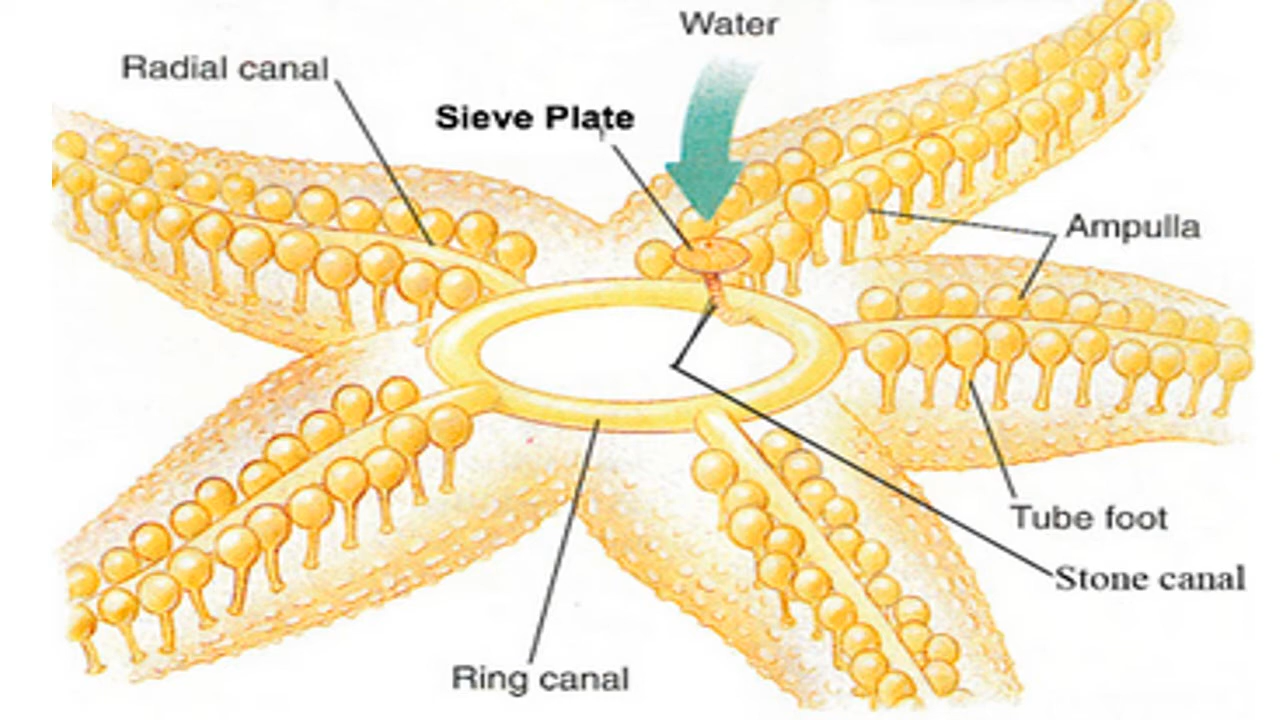 Water
Radial canal
Sieve Plate
Ampulla
Tube foot
Stone canal
Ring canal